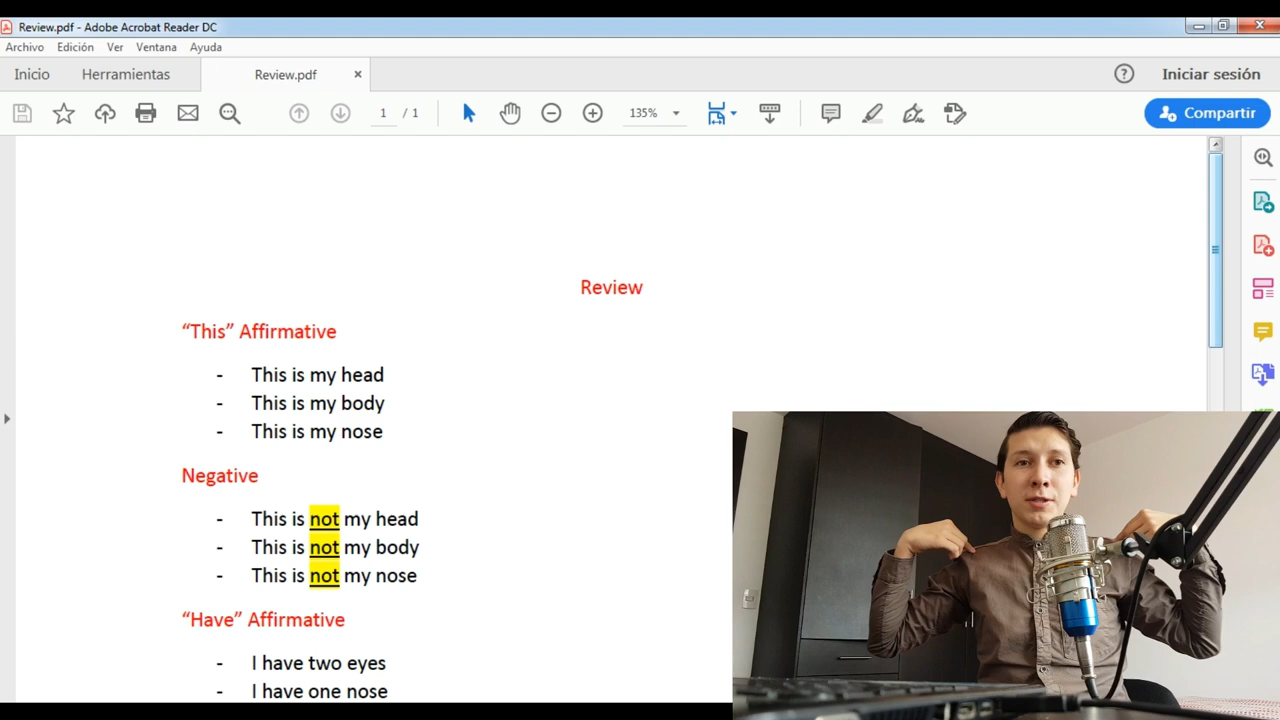 Review.pdf - Adobe Acrobat Reader DC
Archivo Edición Ver Ventana Ayuda
Inicio Herramientas Review.pdf × Iniciar sesión
1 / 1 135% Compartir
Review
“This” Affirmative
- This is my head
- This is my body
- This is my nose
Negative
- This is not my head
- This is not my body
- This is not my nose
“Have” Affirmative
- I have two eyes
- I have one nose